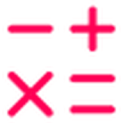 − +
× =